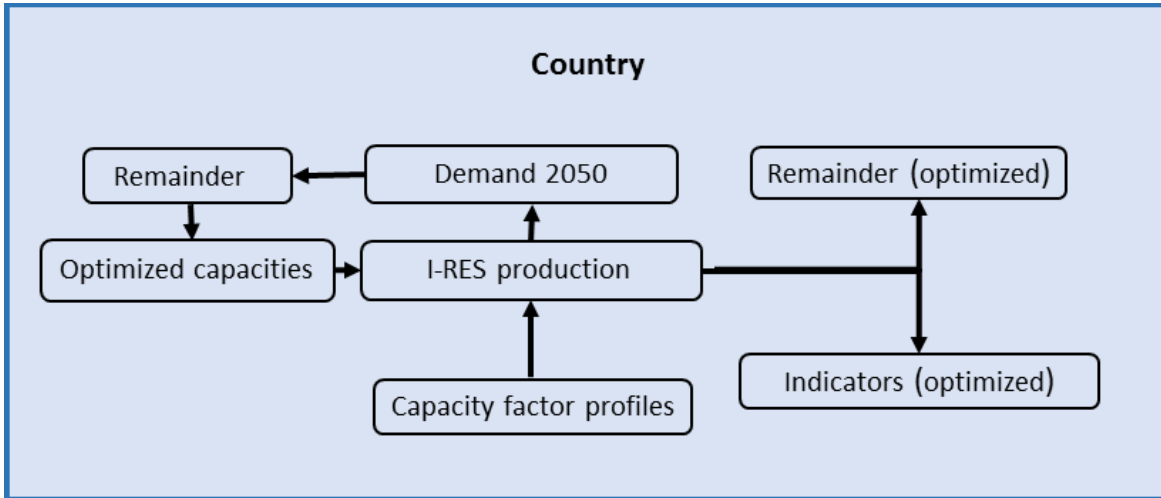 Country
Remainder
Demand 2050
Remainder (optimized)
Optimized capacities
I-RES production
Indicators (optimized)
Capacity factor profiles